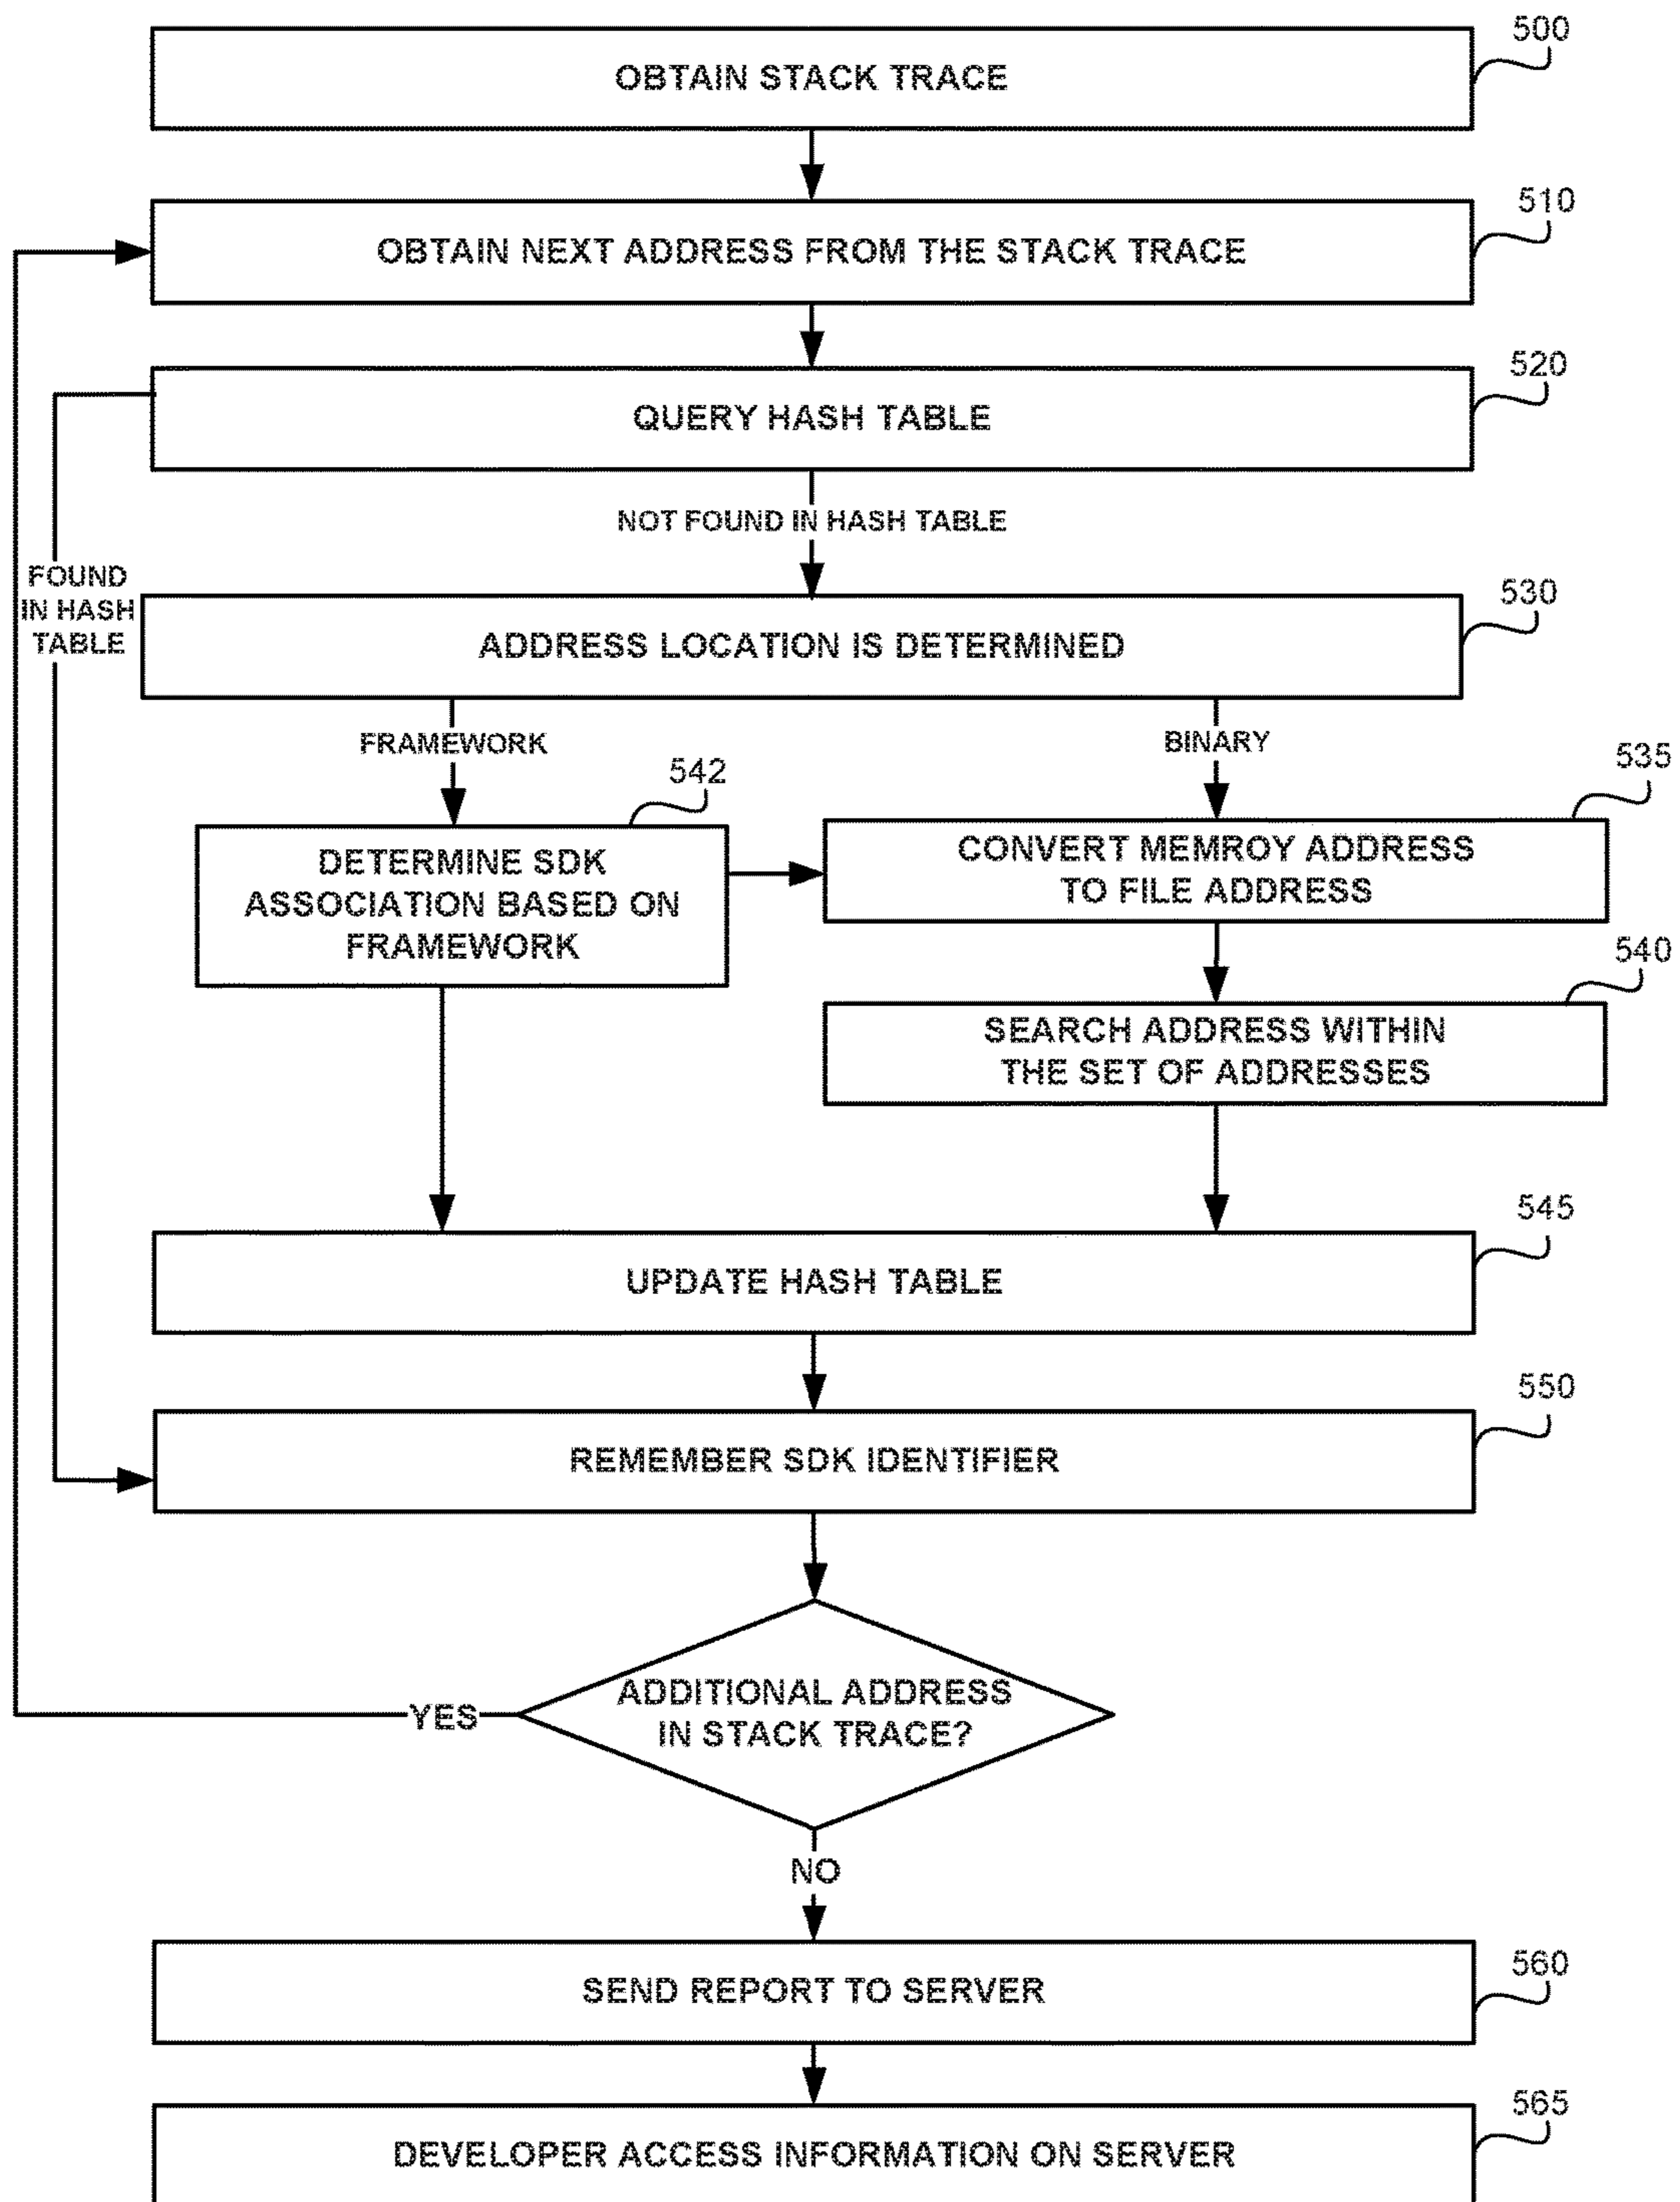 500
OBTAIN STACK TRACE
510
OBTAIN NEXT ADDRESS FROM THE STACK TRACE
520
QUERY HASH TABLE
NOT FOUND IN HASH TABLE
FOUND
IN HASH
TABLE
530
ADDRESS LOCATION IS DETERMINED
FRAMEWORK
BINARY
542
535
DETERMINE SDK
ASSOCIATION BASED ON
FRAMEWORK
CONVERT MEMROY ADDRESS
TO FILE ADDRESS
540
SEARCH ADDRESS WITHIN
THE SET OF ADDRESSES
545
UPDATE HASH TABLE
550
REMEMBER SDK IDENTIFIER
ADDITIONAL ADDRESS
IN STACK TRACE?
YES
NO
560
SEND REPORT TO SERVER
565
DEVELOPER ACCESS INFORMATION ON SERVER